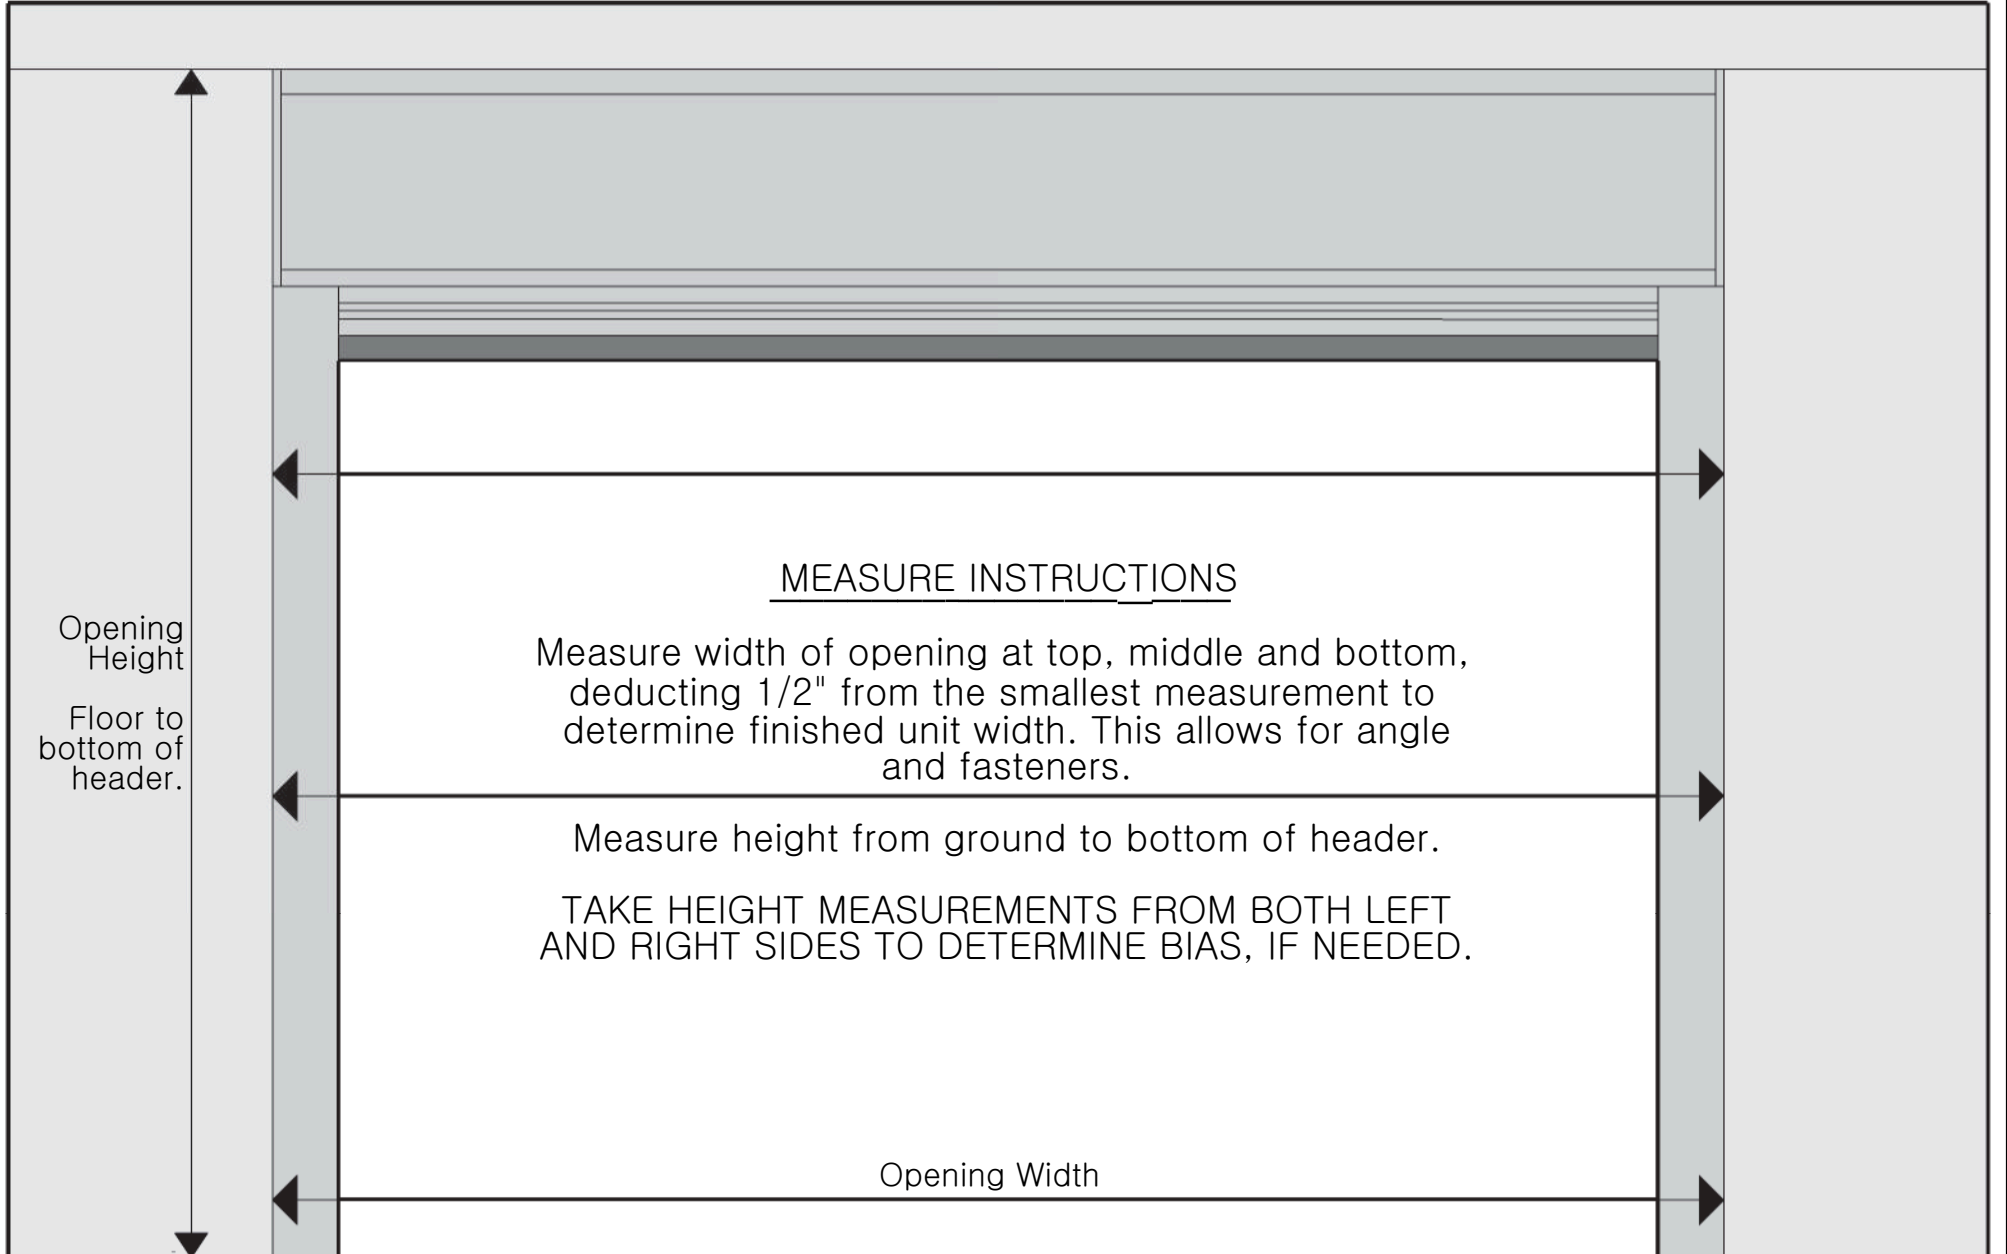 MEASURE INSTRUCTIONS
Measure width of opening at top, middle and bottom,
deducting 1/2" from the smallest measurement to
determine finished unit width. This allows for angle
and fasteners.
Measure height from ground to bottom of header.
TAKE HEIGHT MEASUREMENTS FROM BOTH LEFT
AND RIGHT SIDES TO DETERMINE BIAS, IF NEEDED.
Opening
Height
Floor to
bottom of
header.
Opening Width